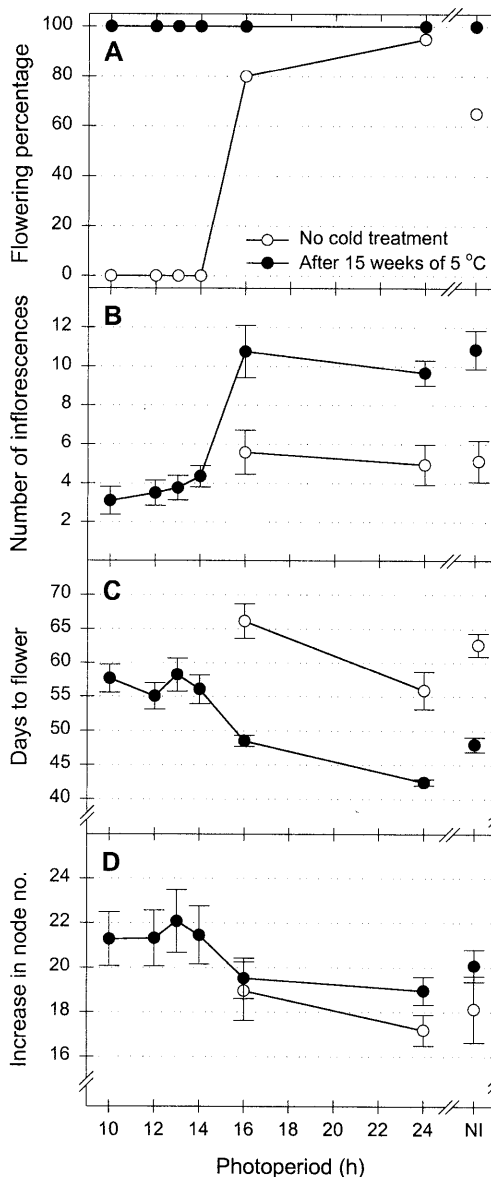 A
Flowering percentage
100
80
60
40
20
0
No cold treatment
After 15 weeks of 5 °C
B
Number of inflorescences
12
10
8
6
4
2
C
Days to flower
70
65
60
55
50
45
40
D
Increase in node no.
24
22
20
18
16
10 12 14 16 18 20 22 24 NI
Photoperiod (h)